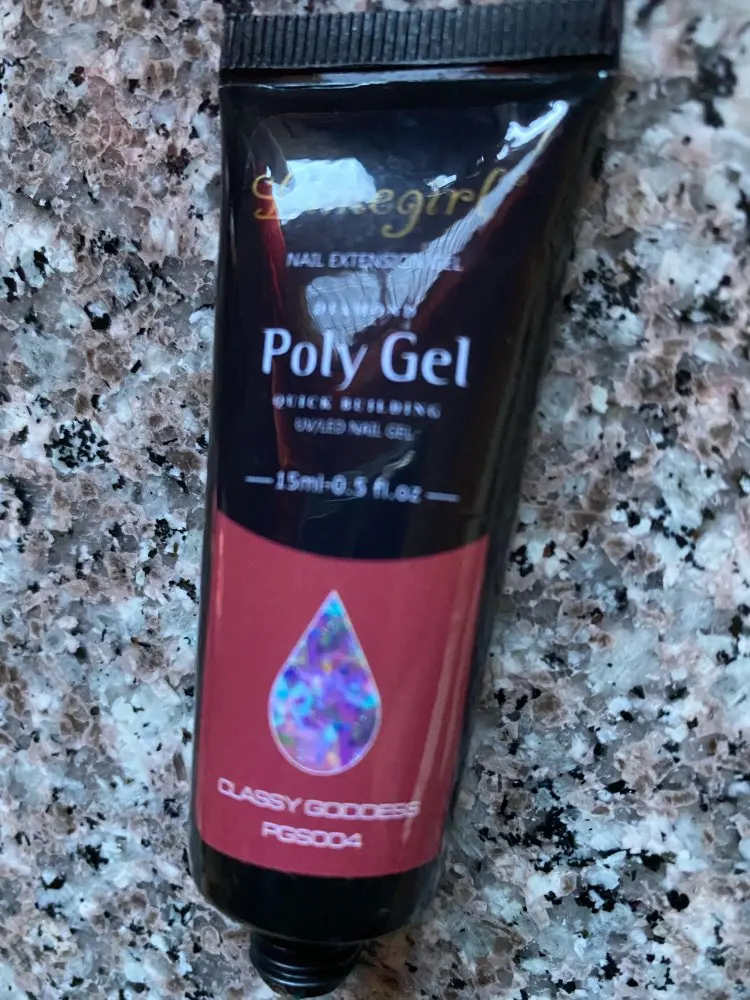 NAIL EXTENSION GEL
Poly Gel
QUICK BUILDING
UV/LED NAIL GEL
15ml-0.5 fl.oz
CLASSY GODDESS
PGS004